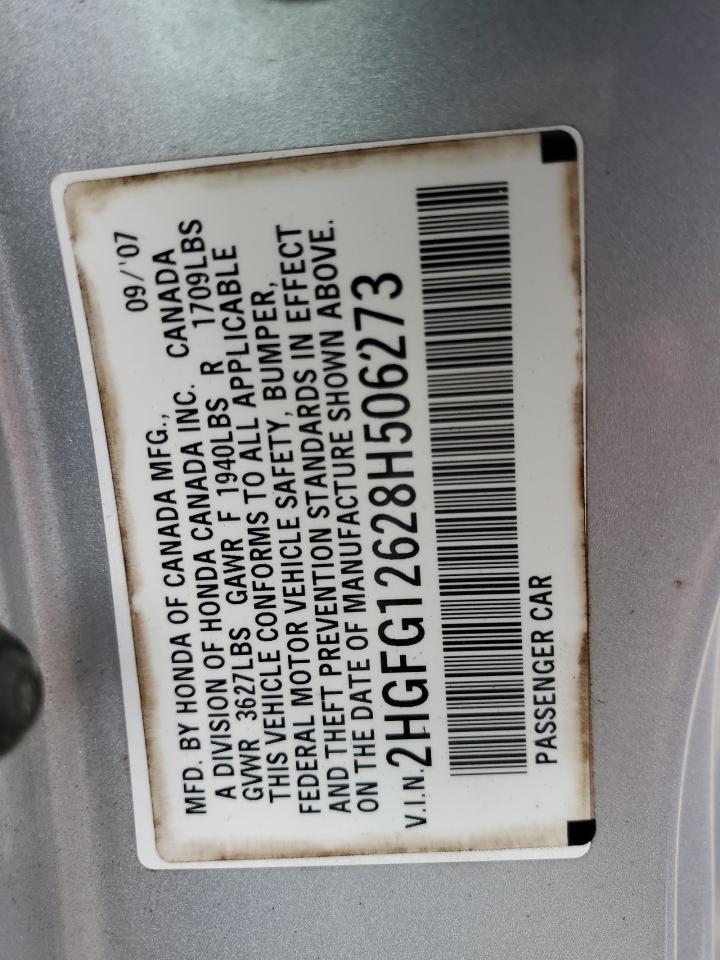 MFD. BY HONDA OF CANADA MFG., 09/'07
A DIVISION OF HONDA CANADA INC. CANADA
GVWR 3627LBS GAWR F 1940LBS R 1709LBS
THIS VEHICLE CONFORMS TO ALL APPLICABLE
FEDERAL MOTOR VEHICLE SAFETY, BUMPER,
AND THEFT PREVENTION STANDARDS IN EFFECT
ON THE DATE OF MANUFACTURE SHOWN ABOVE.
V.I.N. 2HGFG12628H506273
PASSENGER CAR